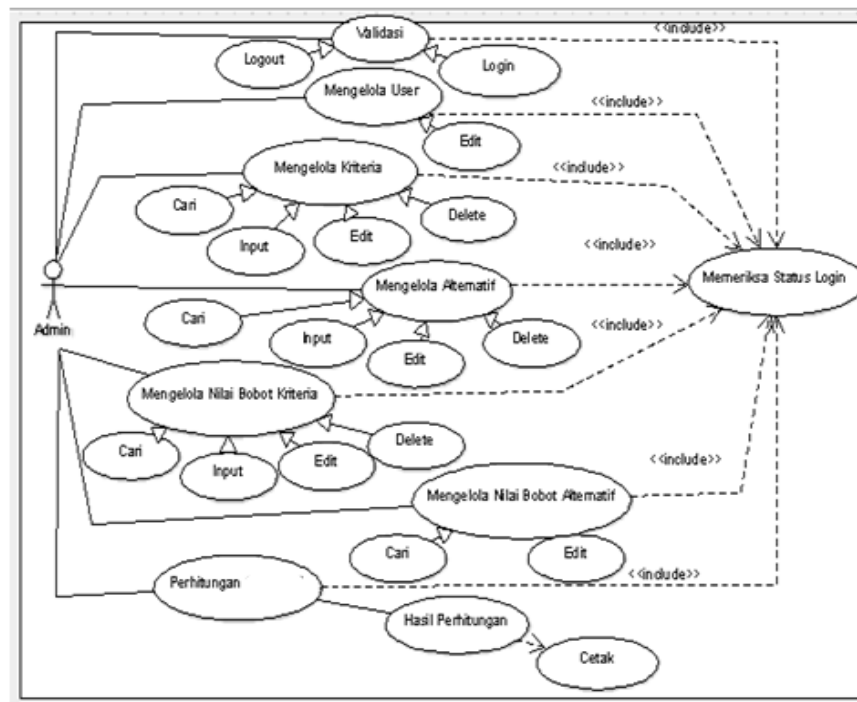 Validasi
<<include>>
Logout
Login
Mengelola User
<<include>>
Edit
Mengelola Kriteria
<<include>>
Cari
Input
Edit
Delete
<<include>>
Memeriksa Status Login
Mengelola Alternatif
Admin
Cari
Input
Edit
Delete
<<include>>
Mengelola Nilai Bobot Kriteria
Cari
Input
Edit
Delete
<<include>>
Mengelola Nilai Bobot Alternatif
Cari
Edit
Perhitungan
<<include>>
Hasil Perhitungan
Cetak